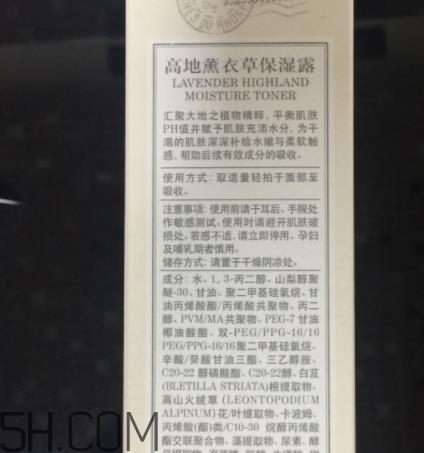 高地薰衣草保湿露
LAVENDER HIGHLAND
MOISTURE TONER
汇聚大地之植物精粹，平衡肌肤
PH值并赋予肌肤充沛水分，为干
渴的肌肤深深补给水嫩与柔软触
感，帮助后续有效成分的吸收。
使用方式：取适量轻拍于面部至
吸收。
注意事项：使用前请于耳后、手腕处
作敏感测试。使用时请避开肌肤破
损处。若感不适，请立即停用。孕妇
及哺乳期者慎用。
储存方式：请置于干燥阴凉处。
成分：水、1，3-丙二醇、山梨醇聚
醚-30、甘油、聚二甲基硅氧烷、甘
油丙烯酸酯/丙烯酸共聚物、丙二
醇、PVM/MA共聚物、PEG-7 甘油
椰油酸酯、双-PEG/PPG-16/16
PEG/PPG-16/16聚二甲基硅氧烷、
辛酸/癸酸甘油三酯、三乙醇胺、
C20-22 醇磷酸酯、C20-22醇、白芨
(BLETILLA STRIATA)根提取物、
高山火绒草 (LEONTOPODIUM
ALPINUM) 花/叶提取物、卡波姆、
丙烯酸(酯)类/C10-30 烷醇丙烯酸
酯交联聚合物、藻提取物、尿素、酵
5H.COM